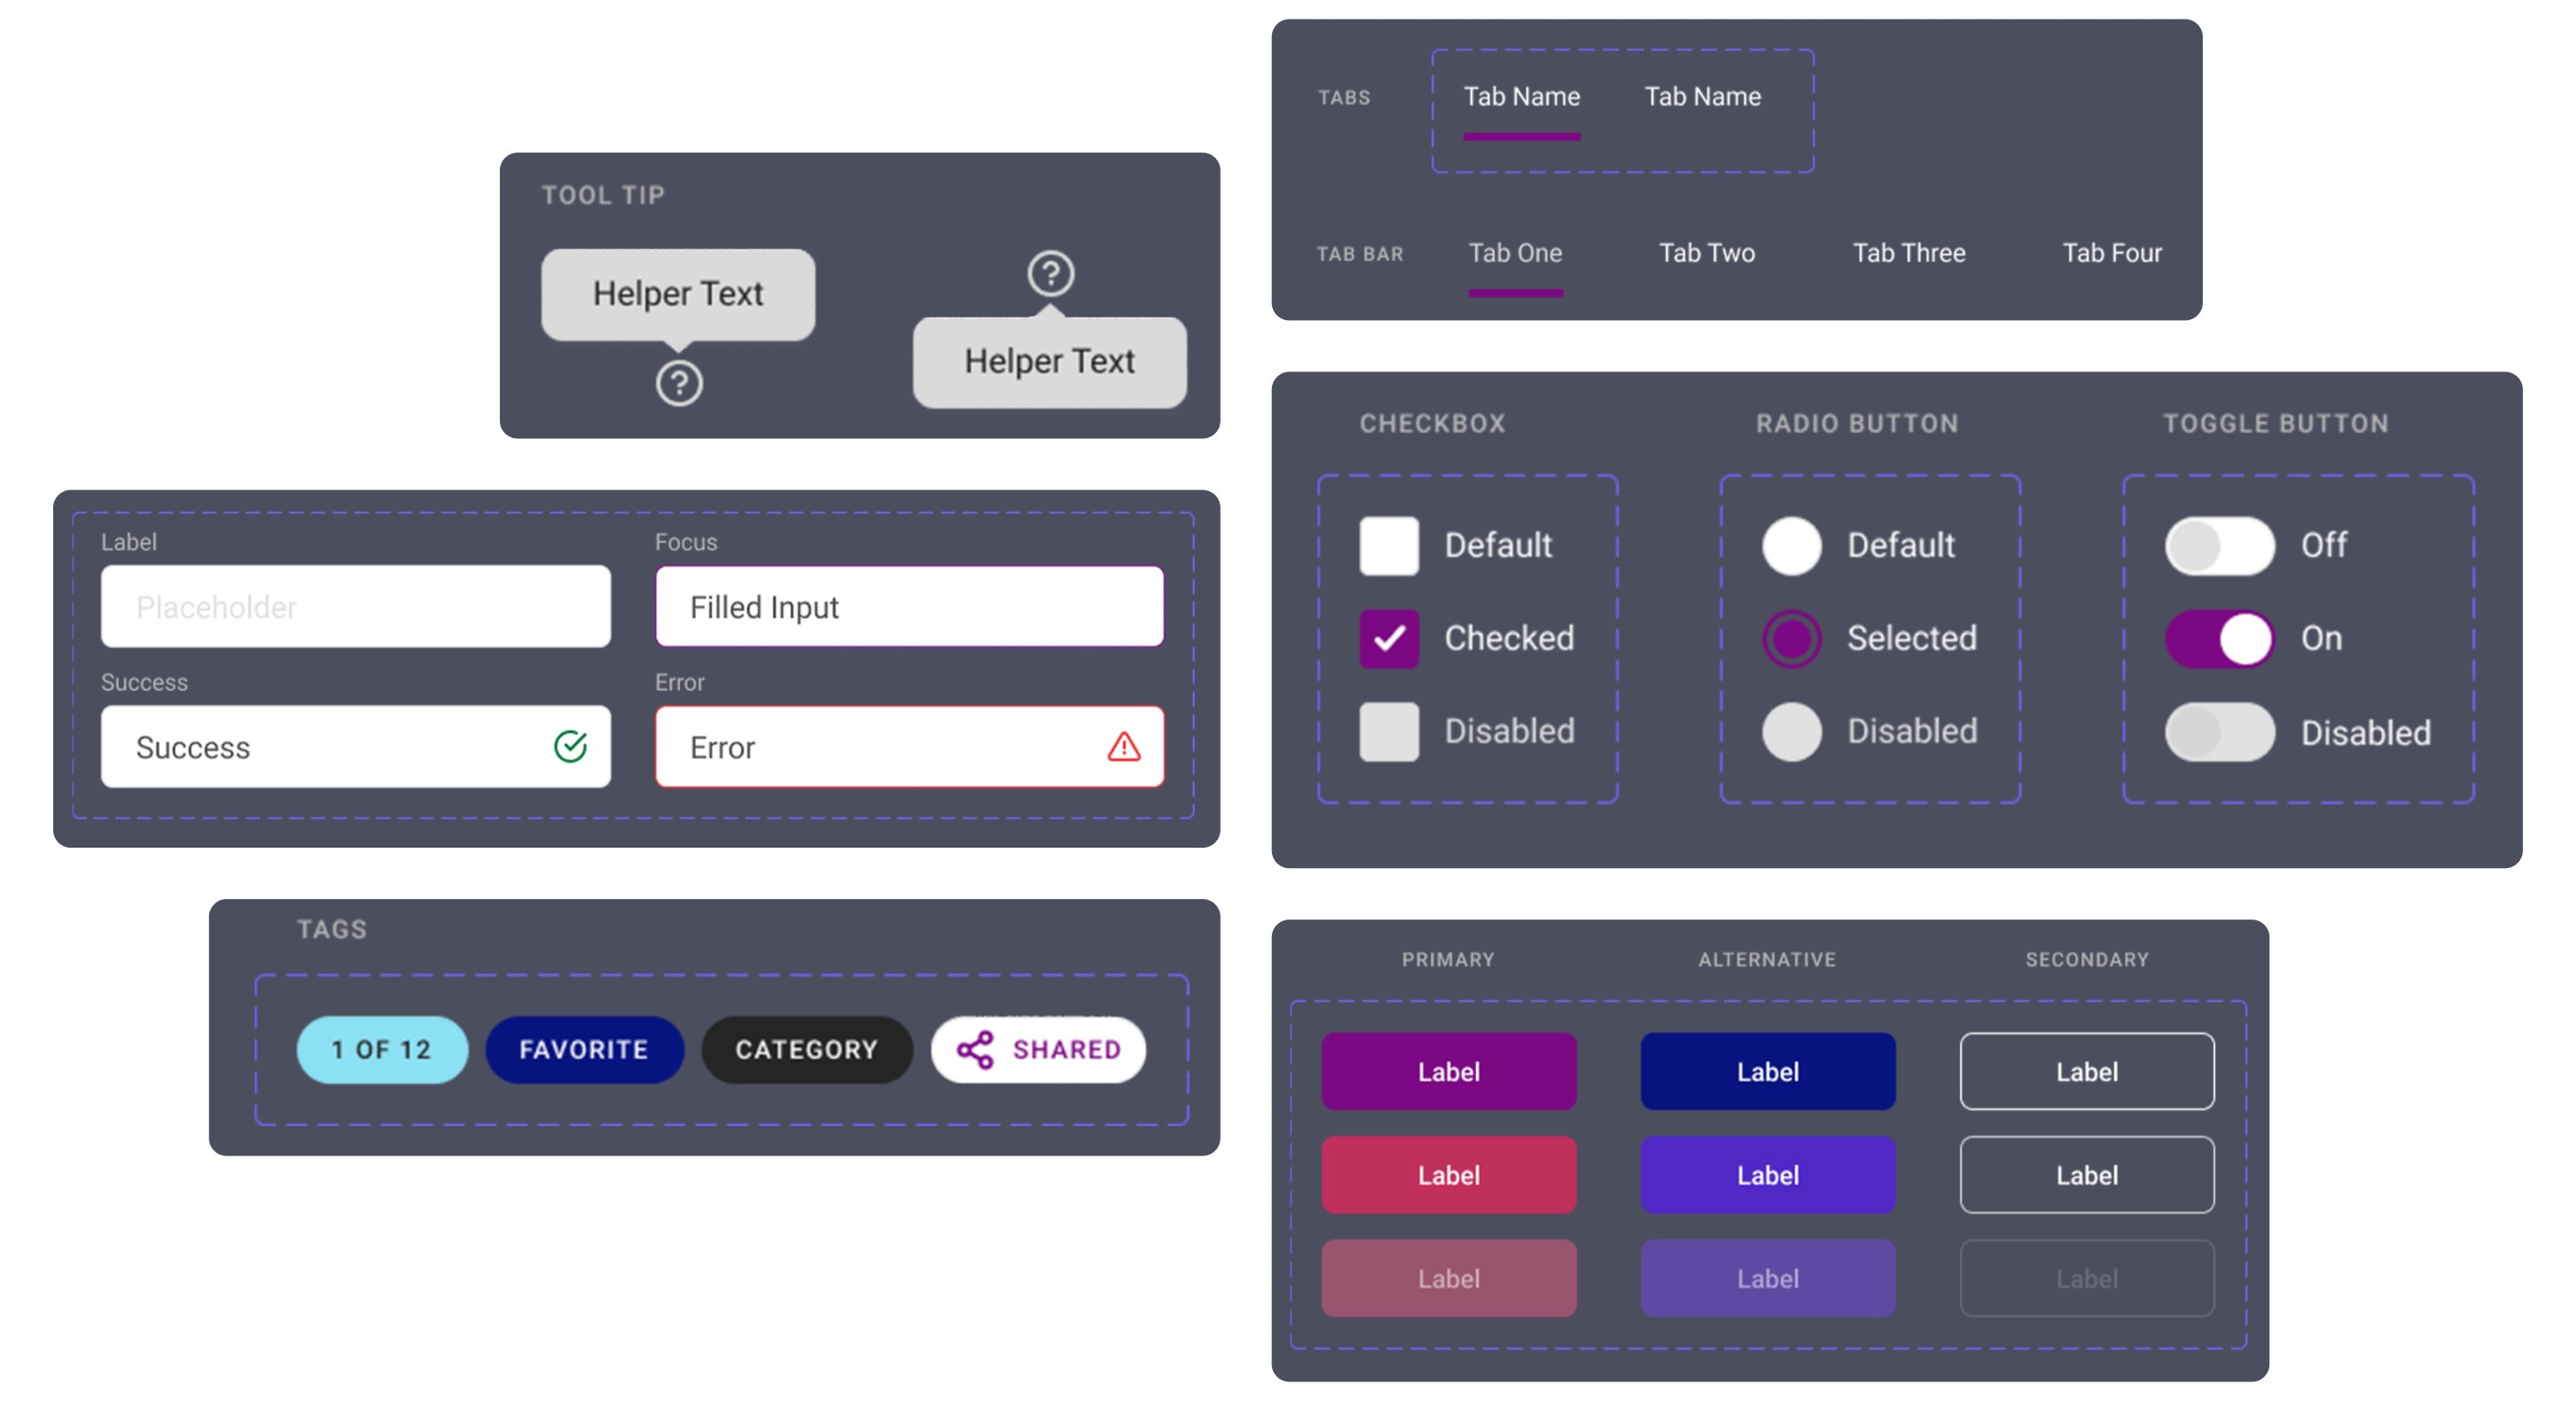 TOOL TIP
Helper Text
Helper Text
Label
Focus
Placeholder
Filled Input
Success
Error
Success
Error
TAGS
1 OF 12
FAVORITE
CATEGORY
SHARED
TABS
Tab Name
Tab Name
TAB BAR
Tab One
Tab Two
Tab Three
Tab Four
CHECKBOX
RADIO BUTTON
TOGGLE BUTTON
Default
Default
Off
Checked
Selected
On
Disabled
Disabled
Disabled
PRIMARY
ALTERNATIVE
SECONDARY
Label
Label
Label
Label
Label
Label
Label
Label
Label